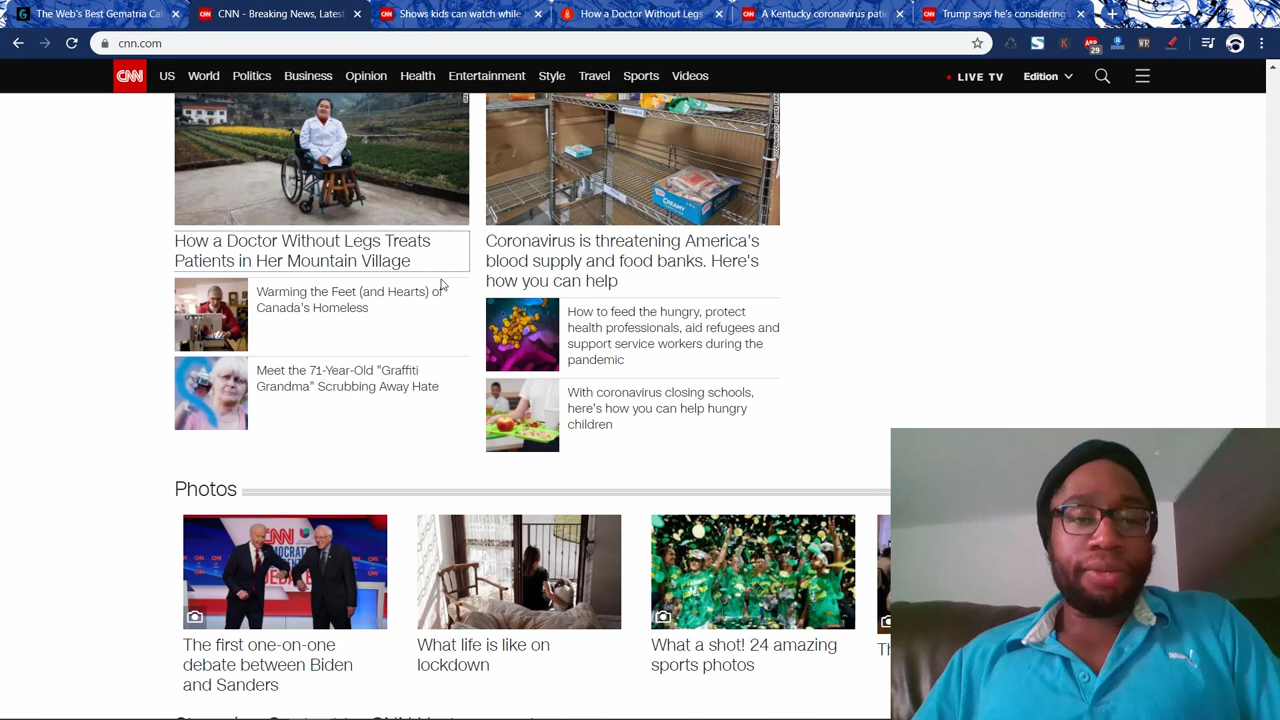 The Web's Best Gematria Cal
CNN - Breaking News, Latest
Shows kids can watch while
How a Doctor Without Legs
A Kentucky coronavirus patie
Trump says he's considering
cnn.com
29
WR
CNN
US
World
Politics
Business
Opinion
Health
Entertainment
Style
Travel
Sports
Videos
LIVE TV
Edition
How a Doctor Without Legs Treats
Patients in Her Mountain Village
Warming the Feet (and Hearts) of
Canada's Homeless
Meet the 71-Year-Old "Graffiti
Grandma" Scrubbing Away Hate
CREAMY
Coronavirus is threatening America's
blood supply and food banks. Here's
how you can help
How to feed the hungry, protect
health professionals, aid refugees and
support service workers during the
pandemic
With coronavirus closing schools,
here's how you can help hungry
children
Photos
CNN
The first one-on-one
debate between Biden
and Sanders
What life is like on
lockdown
What a shot! 24 amazing
sports photos